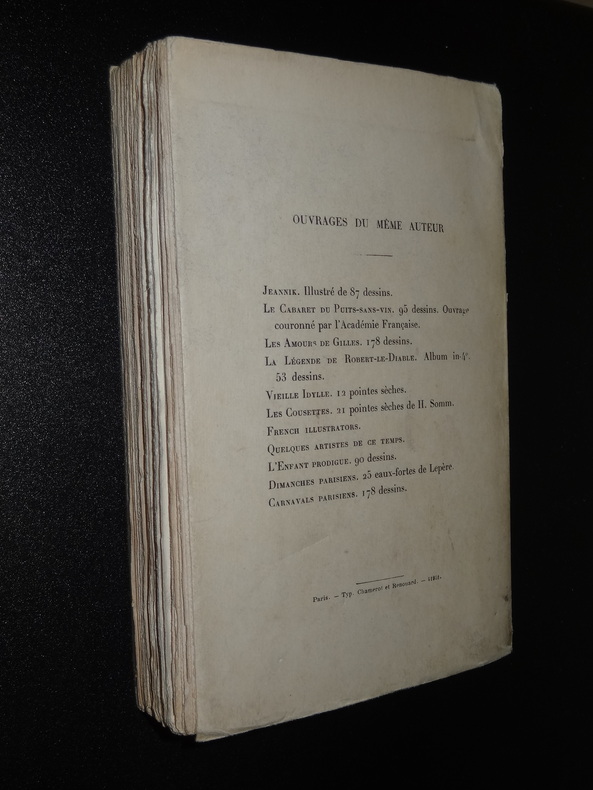 OUVRAGES DU MÊME AUTEUR
JEANNIK. Illustré de 87 dessins.
LE CABARET DU PUITS-SANS-VIN. 95 dessins. Ouvrage
couronné par l'Académie Française.
LES AMOURS DE GILLES. 178 dessins.
LA LÉGENDE DE ROBERT-LE-DIABLE. Album in-4º.
53 dessins.
VIEILLE IDYLLE. 12 pointes sèches.
LES COUSETTES. 21 pointes sèches de H. Somm.
FRENCH ILLUSTRATORS.
QUELQUES ARTISTES DE CE TEMPS.
L'ENFANT PRODIGUE. 90 dessins.
DIMANCHES PARISIENS. 25 eaux-fortes de Lepère
CARNAVALS PARISIENS. 178 dessins.
Paris. — Typ. Chamerot et Renouard. —